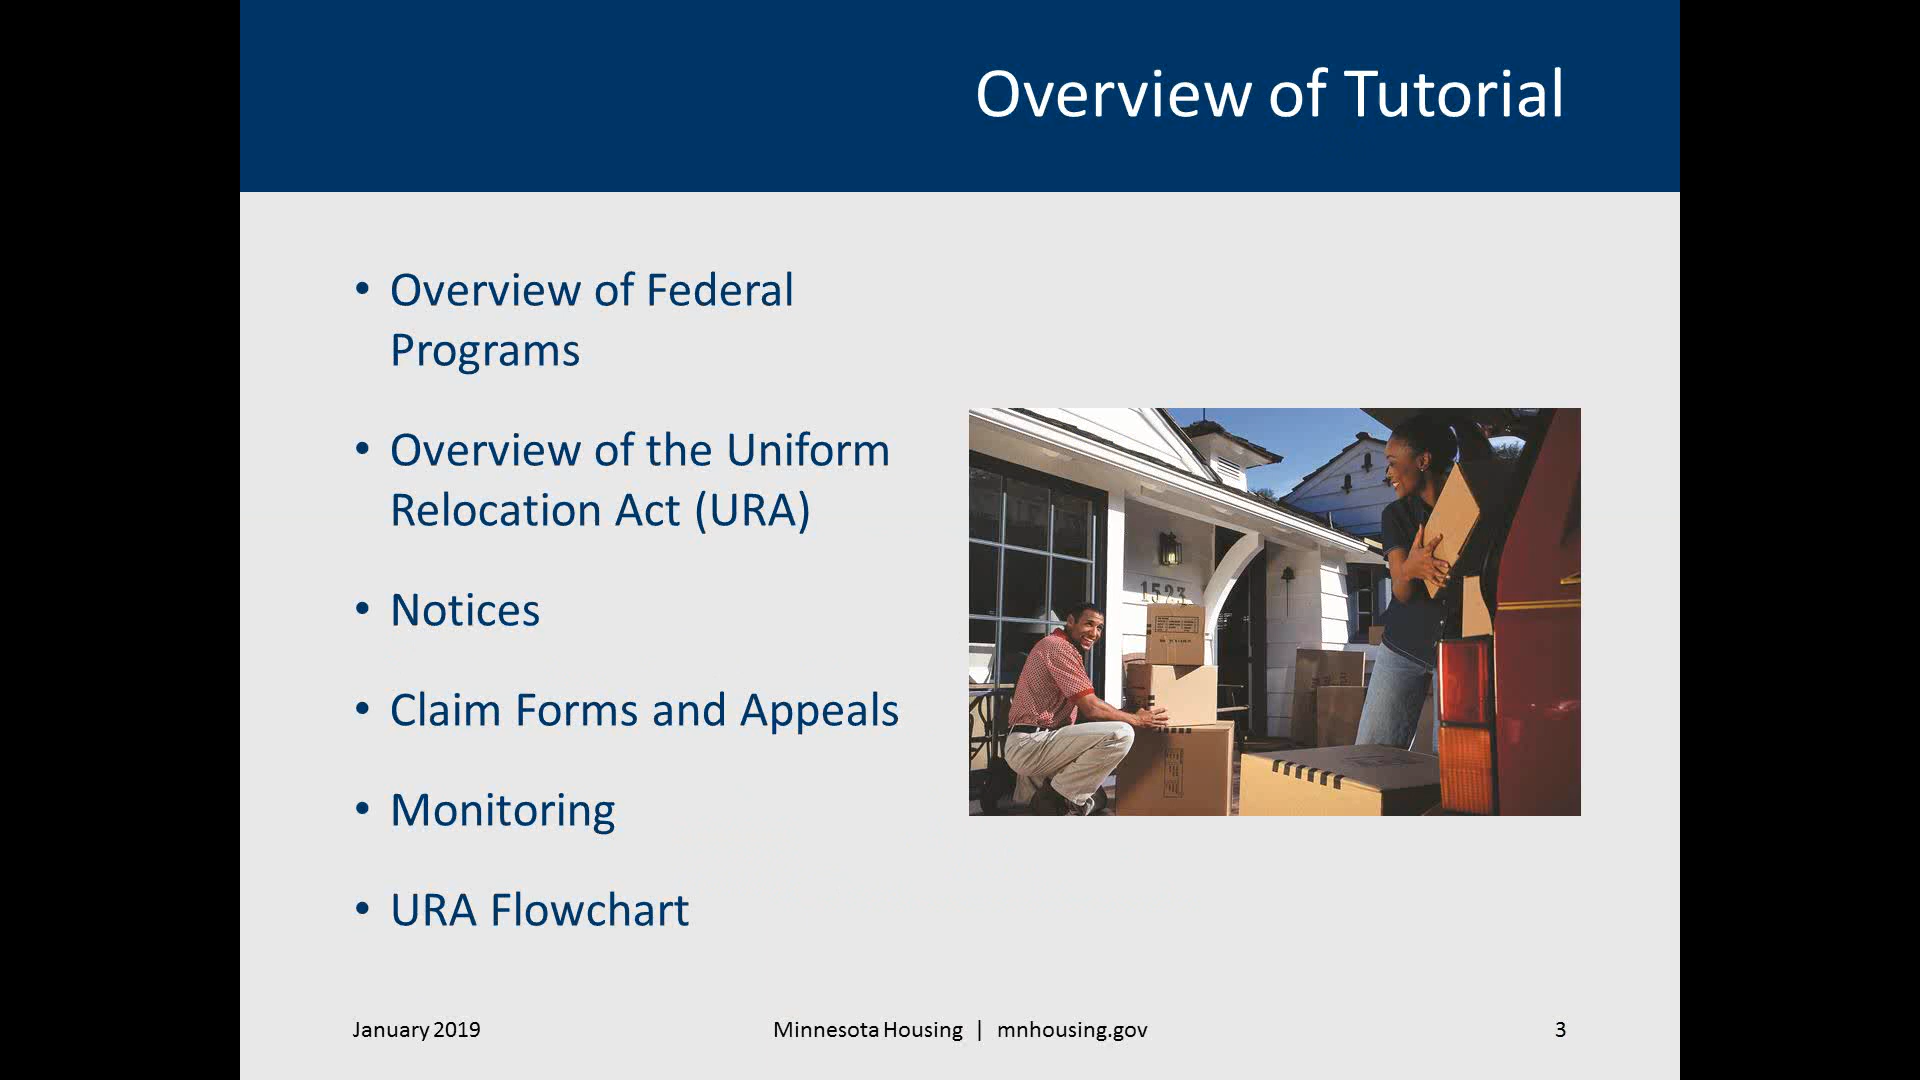 Overview of Tutorial
• Overview of Federal
Programs
• Overview of the Uniform
Relocation Act (URA)
• Notices
• Claim Forms and Appeals
• Monitoring
• URA Flowchart
1523
January 2019
Minnesota Housing | mnhousing.gov
3